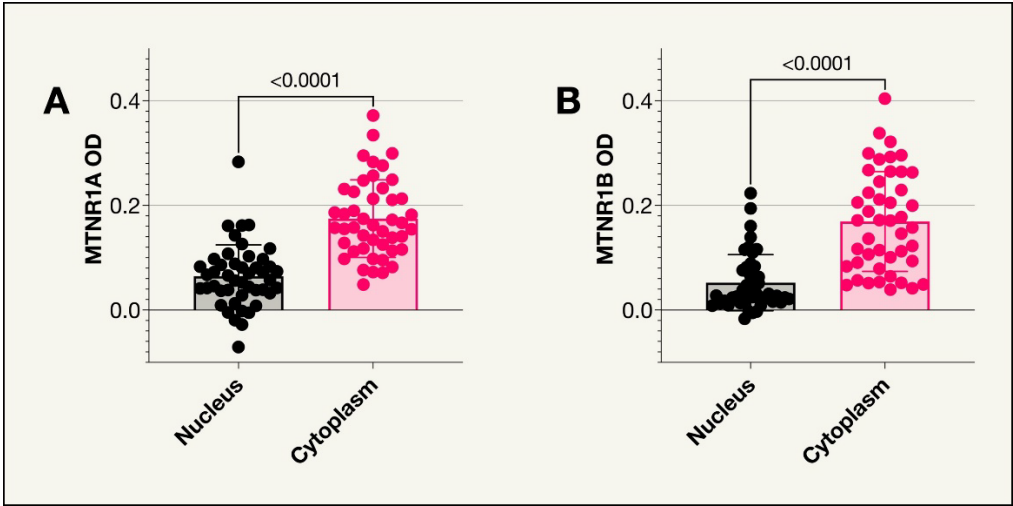 A
MTNR1A OD
0.4
0.2
0.0
<0.0001
Nucleus
Cytoplasm
B
MTNR1B OD
0.4
0.2
0.0
<0.0001
Nucleus
Cytoplasm